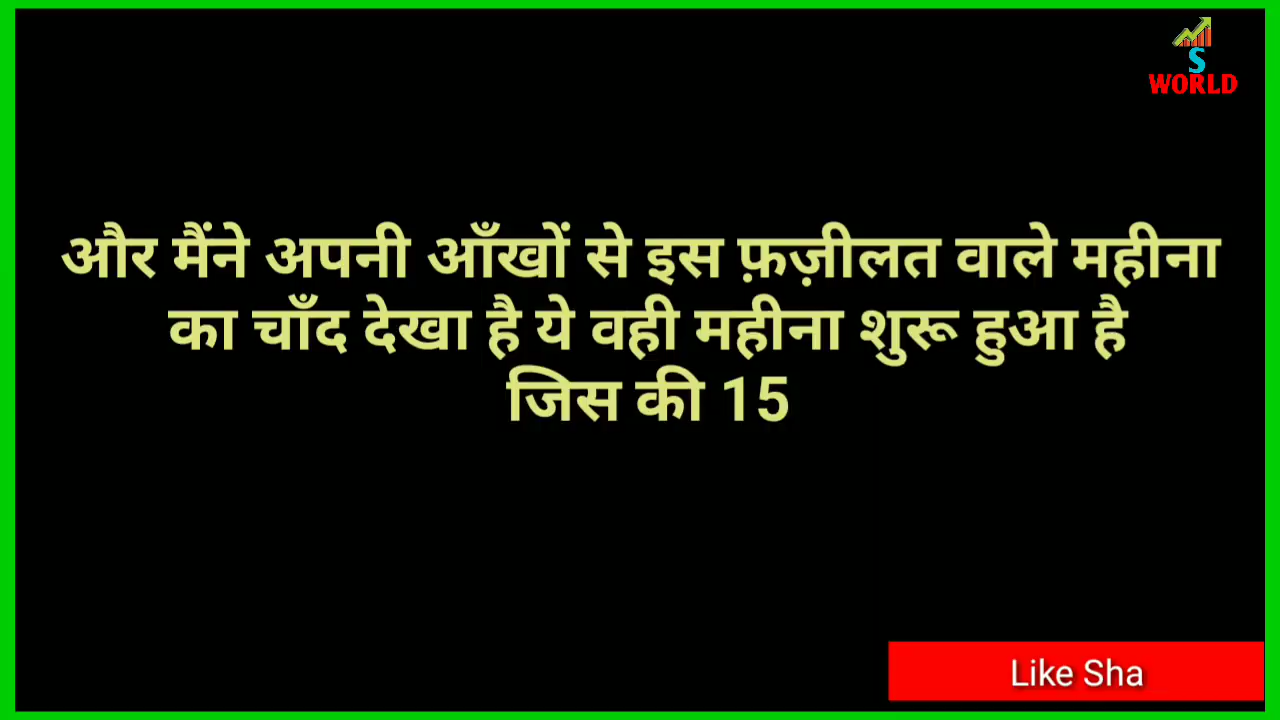 S
WORLD
और मैंने अपनी आँखों से इस फ़ज़ीलत वाले महीना
का चाँद देखा है ये वही महीना शुरू हुआ है
जिस की 15
Like Sha